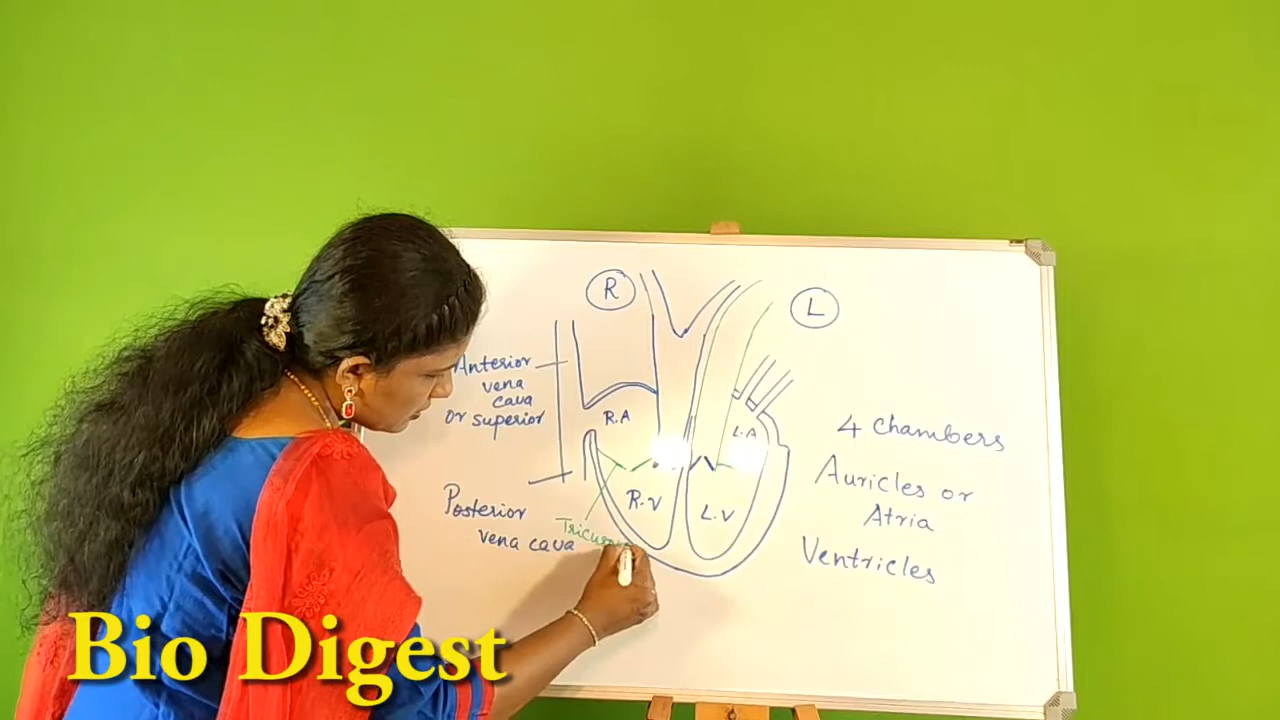 R
L
Anterior
vena
cava
or superior
R.A
L.A
4 Chambers
Auricles or
Atria
Ventricles
R.V
L.V
Posterior
vena cava
Bio Digest